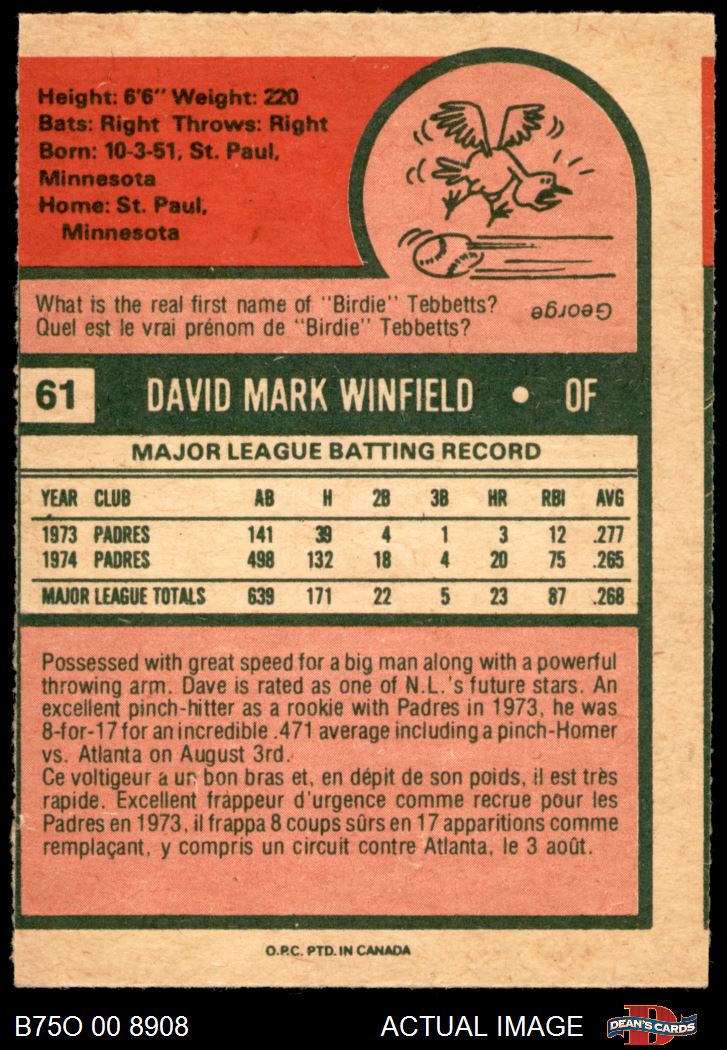 Height: 6'6" Weight: 220
Bats: Right Throws: Right
Born: 10-3-51, St. Paul,
Minnesota
Home: St. Paul,
Minnesota
What is the real first name of "Birdie" Tebbetts?
Quel est le vrai prénom de "Birdie" Tebbetts?
George
61 DAVID MARK WINFIELD • OF
MAJOR LEAGUE BATTING RECORD
YEAR CLUB AB H 2B 3B HR RBI AVG
1973 PADRES 141 39 4 1 3 12 .277
1974 PADRES 498 132 18 4 20 75 .265
MAJOR LEAGUE TOTALS 639 171 22 5 23 87 .268
Possessed with great speed for a big man along with a powerful
throwing arm. Dave is rated as one of N.L.'s future stars. An
excellent pinch-hitter as a rookie with Padres in 1973, he was
8-for-17 for an incredible .471 average including a pinch-Homer
vs. Atlanta on August 3rd.
Ce voltigeur a un bon bras et, en dépit de son poids, il est très
rapide. Excellent frappeur d'urgence comme recrue pour les
Padres en 1973, il frappa 8 coups sûrs en 17 apparitions comme
remplaçant, y compris un circuit contre Atlanta, le 3 août.
O.P.C. PTD. IN CANADA
B75O 00 8908 ACTUAL IMAGE D DEAN'S CARDS